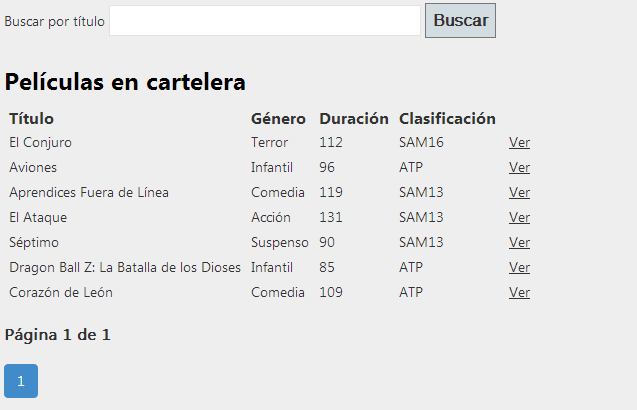 Buscar por título Buscar
Películas en cartelera
Título Género Duración Clasificación
El Conjuro Terror 112 SAM16 Ver
Aviones Infantil 96 ATP Ver
Aprendices Fuera de Línea Comedia 119 SAM13 Ver
El Ataque Acción 131 SAM13 Ver
Séptimo Suspenso 90 SAM13 Ver
Dragon Ball Z: La Batalla de los Dioses Infantil 85 ATP Ver
Corazón de León Comedia 109 ATP Ver
Página 1 de 1
1